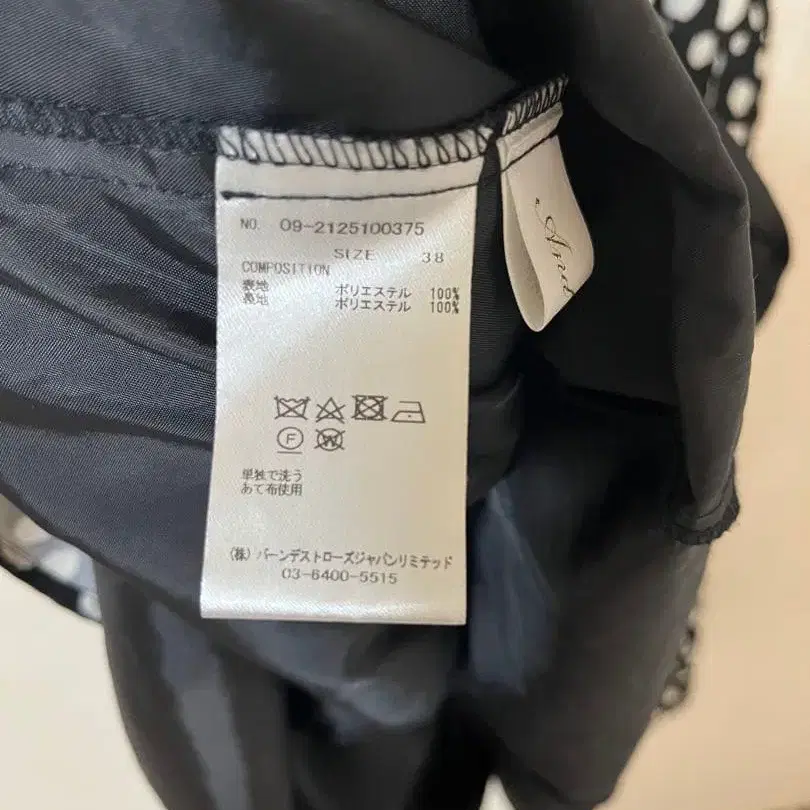 NO. 09-2125100375
SIZE 38
COMPOSITION
表地 ポリエステル 100%
裏地 ポリエステル 100%
F W
単独で洗う
あて布使用
(株) バーンデストローズジャパンリミテッド
03-6400-5515